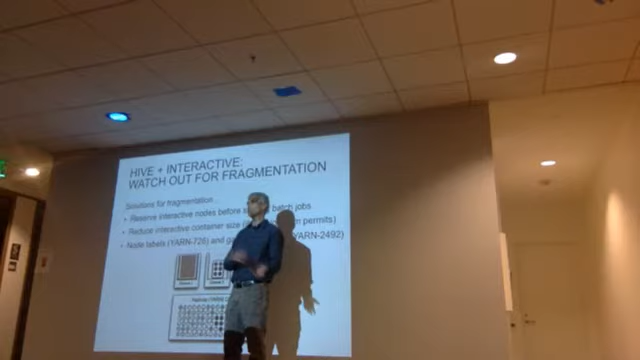 HIVE + INTERACTIVE:
WATCH OUT FOR FRAGMENTATION
Solutions for fragmentation...
• Reserve interactive nodes before batch jobs
• Reduce interactive container size permits)
• Node labels (YARN-726) and YARN-2492)